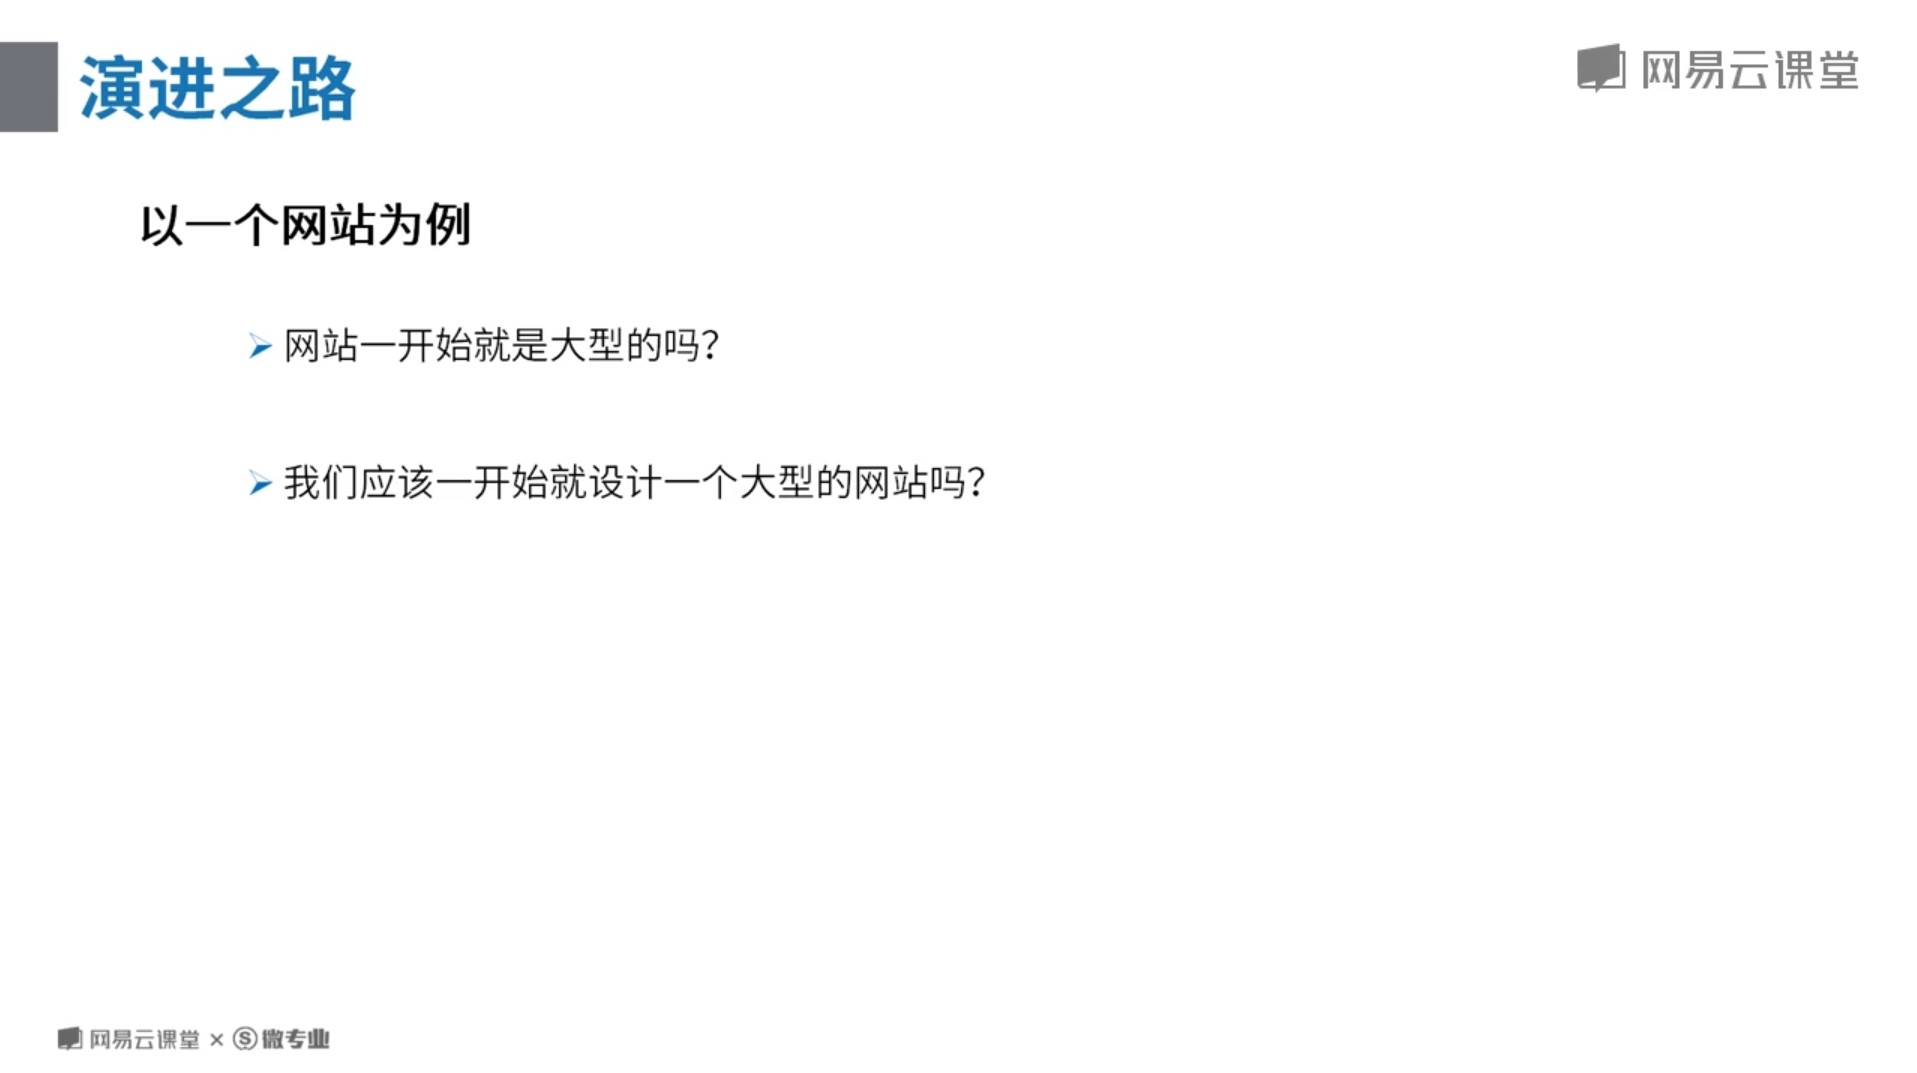 演进之路
网易云课堂
以一个网站为例
网站一开始就是大型的吗？
我们应该一开始就设计一个大型的网站吗？
网易云课堂 × Ⓢ微专业